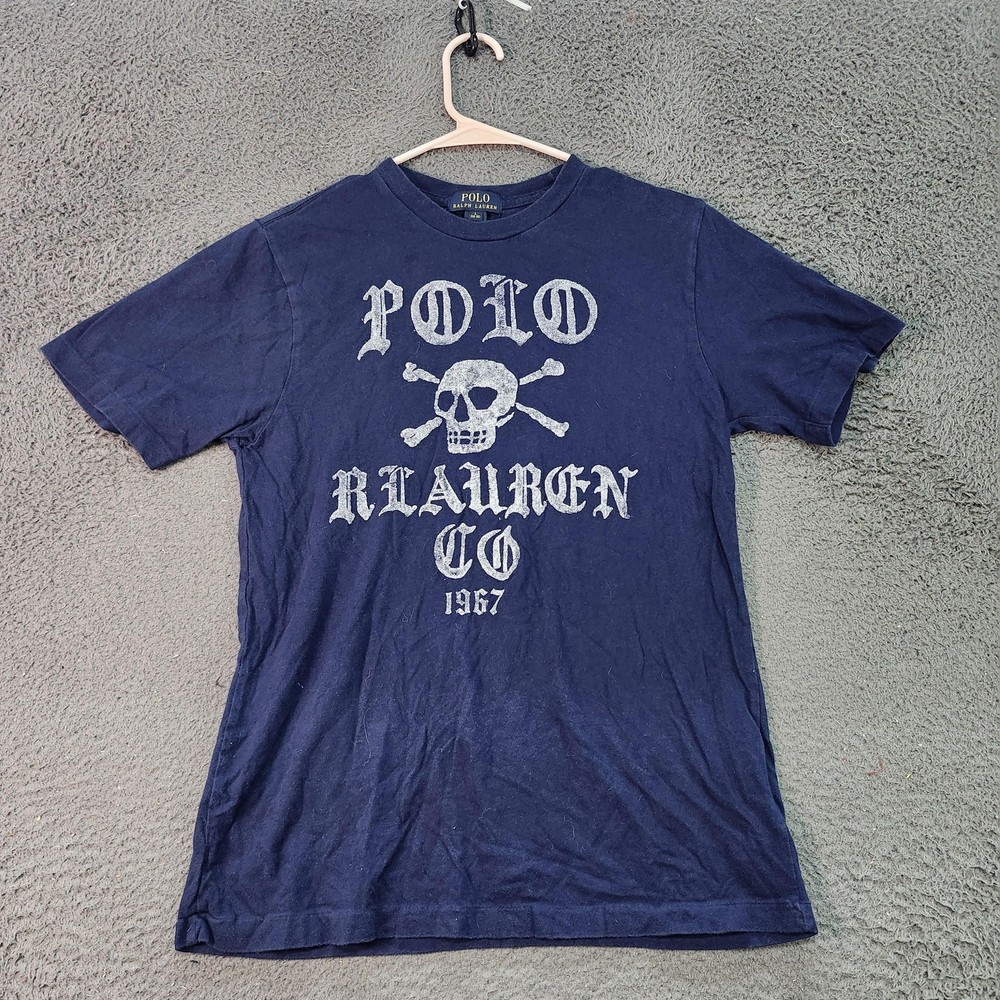 POLO
RALPH LAUREN
POLO
RLAUREN
CO
1967